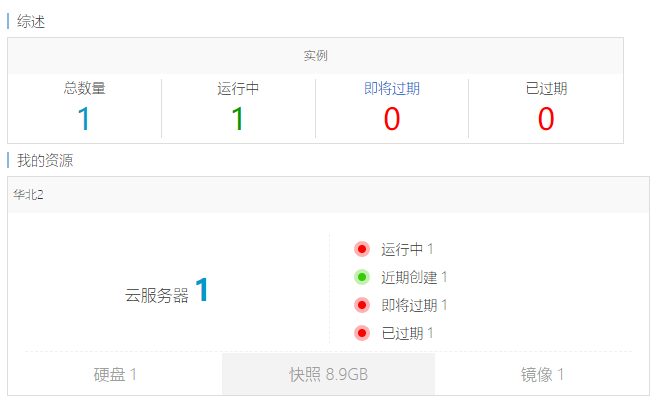 综述
实例
总数量 运行中 即将过期 已过期
1 1 0 0
我的资源
华北2
云服务器 1
运行中 1
近期创建 1
即将过期 1
已过期 1
硬盘 1 快照 8.9GB 镜像 1